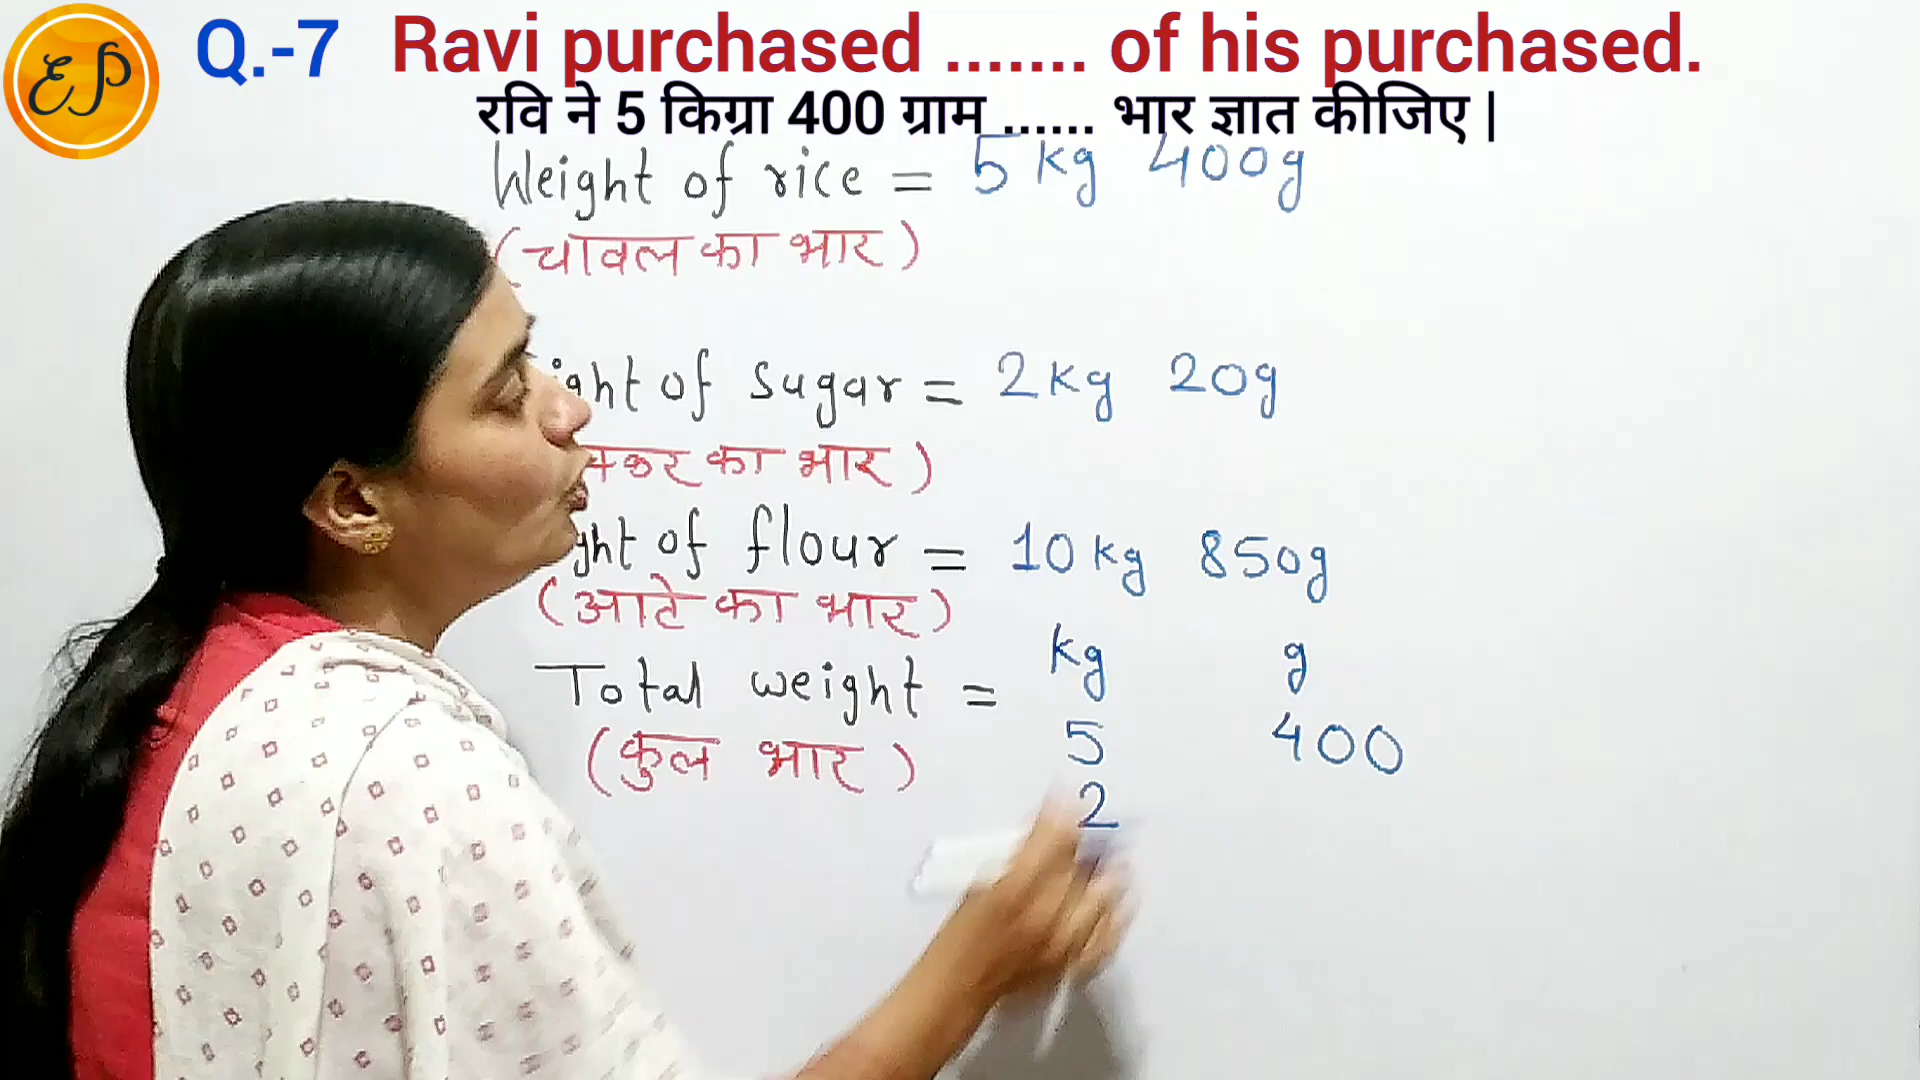 EP
Q.-7 Ravi purchased ....... of his purchased.
रवि ने 5 किग्रा 400 ग्राम ...... भार ज्ञात कीजिए |
Weight of rice = 5 kg 400g
(चावल का भार)
ght of sugar = 2 kg 20g
क्कर का भार)
ght of flour = 10 kg 850g
(आटे का भार)
kg g
Total weight =
5 400
(कुल भार)
2